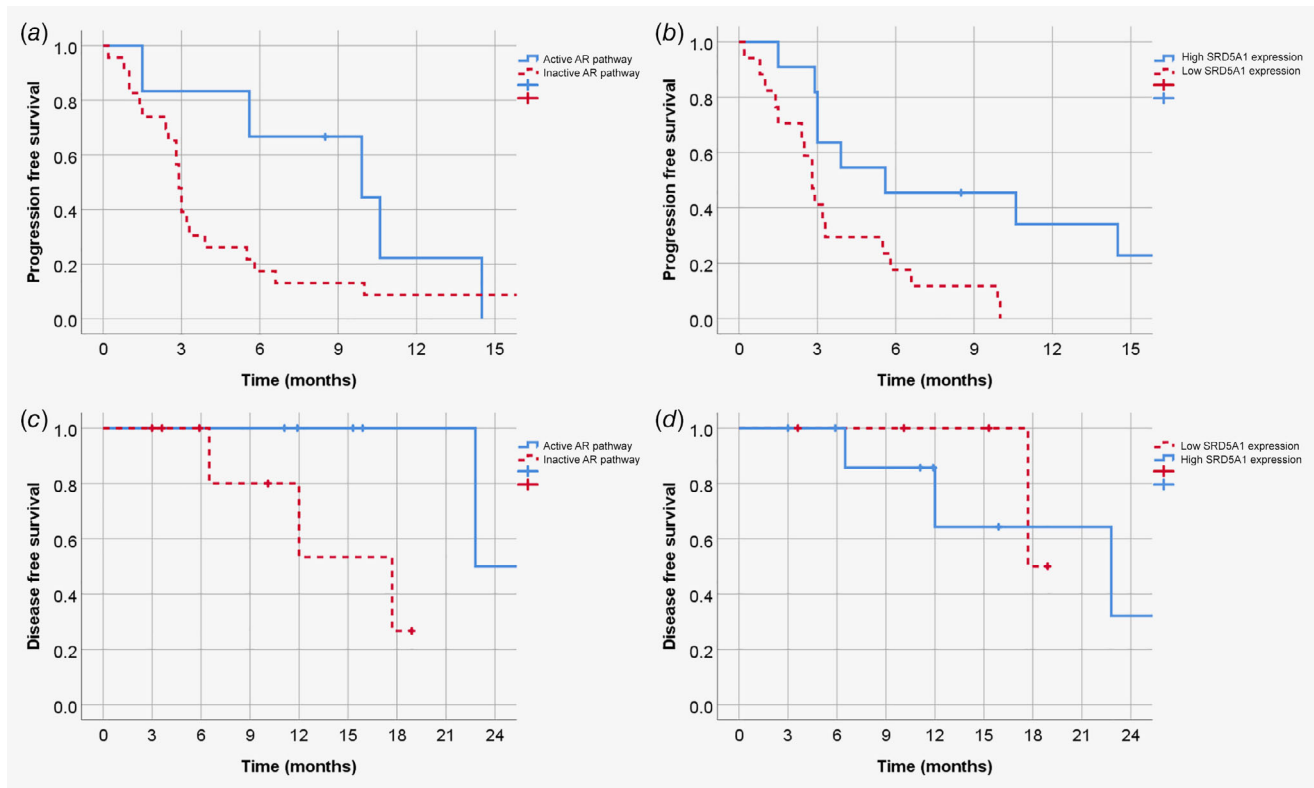 (a)
1.0
0.8
0.6
0.4
0.2
0.0
Progression free survival
0 3 6 9 12 15
Time (months)
Active AR pathway
Inactive AR pathway
(b)
1.0
0.8
0.6
0.4
0.2
0.0
Progression free survival
0 3 6 9 12 15
Time (months)
High SRD5A1 expression
Low SRD5A1 expression
(c)
1.0
0.8
0.6
0.4
0.2
0.0
Disease free survival
0 3 6 9 12 15 18 21 24
Time (months)
Active AR pathway
Inactive AR pathway
(d)
1.0
0.8
0.6
0.4
0.2
0.0
Disease free survival
0 3 6 9 12 15 18 21 24
Time (months)
Low SRD5A1 expression
High SRD5A1 expression